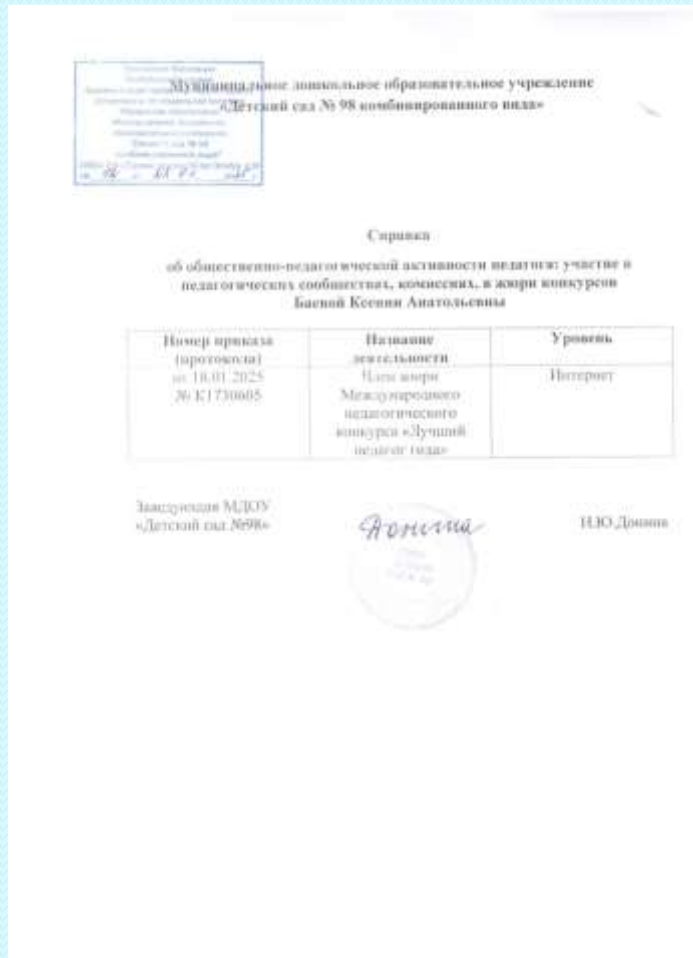 Муниципальное дошкольное образовательное учреждение
«Детский сад № 98 комбинированного вида»
Справка
об общественно-педагогической активности педагога: участие в
педагогических сообществах, комиссиях, в жюри конкурсов
Баевой Ксении Анатольевны
Номер приказа
(протокола)
Название
деятельности
Уровень
от 18.01.2025
№ К1730605
Член жюри
Международного
педагогического
конкурса «Лучший
педагог года»
Интернет
Заведующая МДОУ
«Детский сад №98»
Н.Ю.Донина